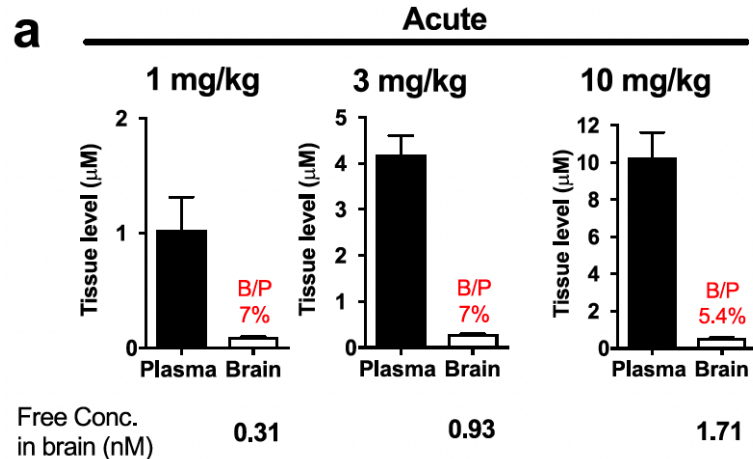 a
Acute
1 mg/kg
3 mg/kg
10 mg/kg
Tissue level (μM)
2
1
0
B/P
7%
Plasma Brain
Tissue level (μM)
5
4
3
2
1
0
B/P
7%
Plasma Brain
Tissue level (μM)
12
10
8
6
4
2
0
B/P
5.4%
Plasma Brain
Free Conc.
in brain (nM)
0.31
0.93
1.71